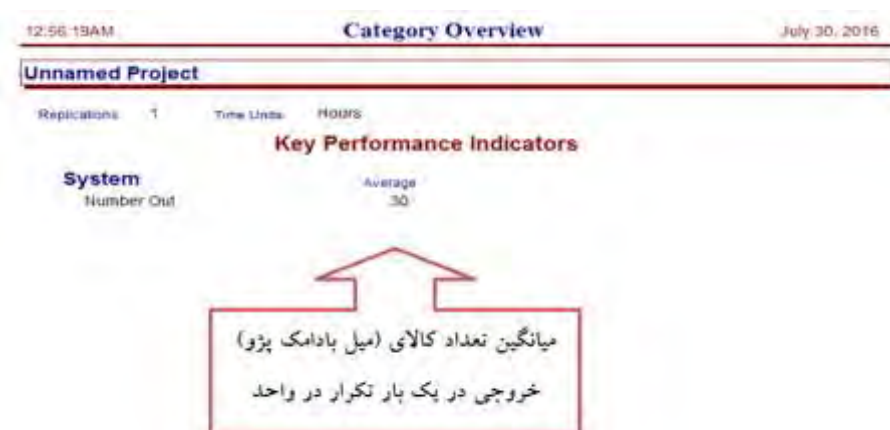 12:56:19AM Category Overview July 30, 2016
Unnamed Project
Replications 1 Time Units Hours
Key Performance Indicators
System Average
Number Out 30
میانگین تعداد کالای (میل بادامک پژو)
خروجی در یک بار تکرار در واحد